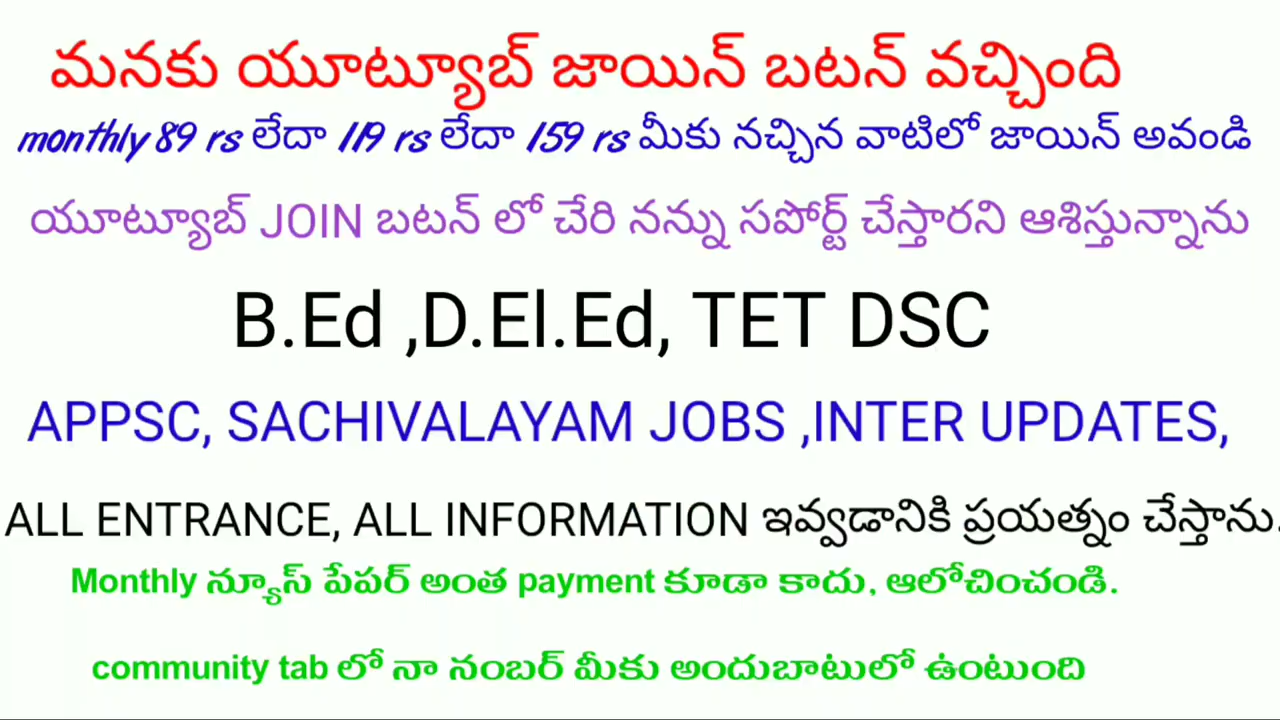 మనకు యూట్యూబ్ జాయిన్ బటన్ వచ్చింది
monthly 89 rs లేదా 119 rs లేదా 159 rs మీకు నచ్చిన వాటిలో జాయిన్ అవండి
యూట్యూబ్ JOIN బటన్ లో చేరి నన్ను సపోర్ట్ చేస్తారని ఆశిస్తున్నాను
B.Ed ,D.El.Ed, TET DSC
APPSC, SACHIVALAYAM JOBS ,INTER UPDATES,
ALL ENTRANCE, ALL INFORMATION ఇవ్వడానికి ప్రయత్నం చేస్తాను.
Monthly న్యూస్ పేపర్ అంత payment కూడా కాదు, ఆలోచించండి.
community tab లో నా నంబర్ మీకు అందుబాటులో ఉంటుంది